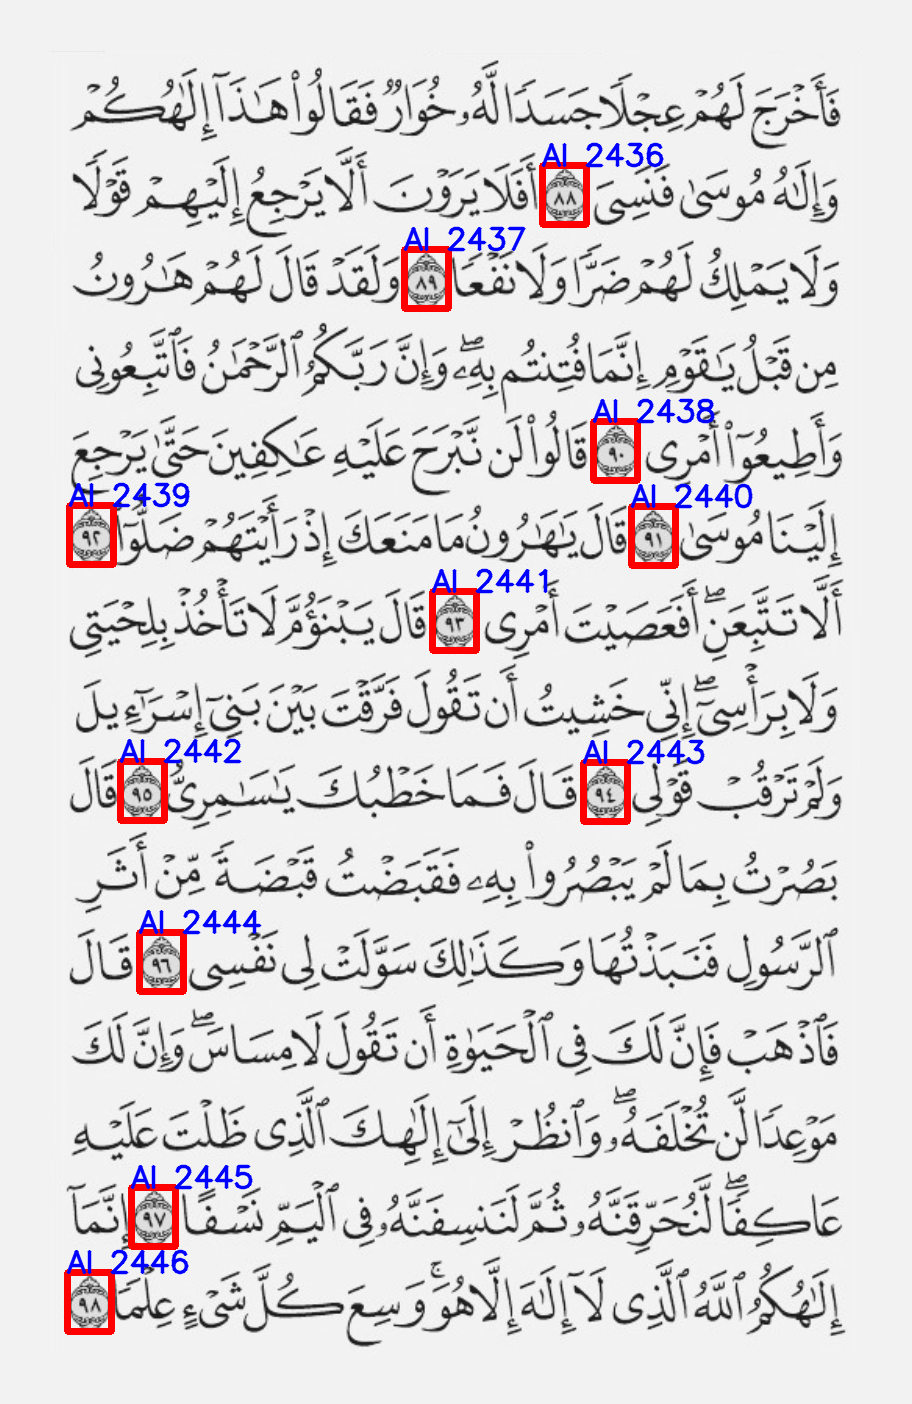 فَأَخْرَجَ لَهُمْ عِجْلًا جَسَدًا لَّهُۥ خُوَارٌ فَقَالُوا۟ هَـٰذَآ إِلَـٰهُكُمْ
AI 2436
وَإِلَـٰهُ مُوسَىٰ فَنَسِىَ ٨٨ أَفَلَا يَرَوْنَ أَلَّا يَرْجِعُ إِلَيْهِمْ قَوْلًا
AI 2437
وَلَا يَمْلِكُ لَهُمْ ضَرًّا وَلَا نَفْعًا ٨٩ وَلَقَدْ قَالَ لَهُمْ هَـٰرُونُ
مِن قَبْلُ يَـٰقَوْمِ إِنَّمَا فُتِنتُم بِهِۦ ۖ وَإِنَّ رَبَّكُمُ ٱلرَّحْمَـٰنُ فَٱتَّبِعُونِى
AI 2438
وَأَطِيعُوٓا۟ أَمْرِى ٩٠ قَالُوا۟ لَن نَّبْرَحَ عَلَيْهِ عَـٰكِفِينَ حَتَّىٰ يَرْجِعَ
AI 2440 AI 2439
إِلَيْنَا مُوسَىٰ ٩١ قَالَ يَـٰهَـٰرُونُ مَا مَنَعَكَ إِذْ رَأَيْتَهُمْ ضَلُّوٓا۟ ٩٢
AI 2441
أَلَّا تَتَّبِعَنِ ۖ أَفَعَصَيْتَ أَمْرِى ٩٣ قَالَ يَبْنَؤُمَّ لَا تَأْخُذْ بِلِحْيَتِى
وَلَا بِرَأْسِىٓ ۖ إِنِّى خَشِيتُ أَن تَقُولَ فَرَّقْتَ بَيْنَ بَنِىٓ إِسْرَٰٓءِيلَ
AI 2443 AI 2442
وَلَمْ تَرْقُبْ قَوْلِى ٩٤ قَالَ فَمَا خَطْبُكَ يَـٰسَـٰمِرِىُّ ٩٥ قَالَ
بَصُرْتُ بِمَا لَمْ يَبْصُرُوا۟ بِهِۦ فَقَبَضْتُ قَبْضَةً مِّنْ أَثَرِ
AI 2444
ٱلرَّسُولِ فَنَبَذْتُهَا وَكَذَٰلِكَ سَوَّلَتْ لِى نَفْسِى ٩٦ قَالَ
فَٱذْهَبْ فَإِنَّ لَكَ فِى ٱلْحَيَوٰةِ أَن تَقُولَ لَا مِسَاسَ ۖ وَإِنَّ لَكَ
مَوْعِدًا لَّن تُخْلَفَهُۥ ۖ وَٱنظُرْ إِلَىٰٓ إِلَـٰهِكَ ٱلَّذِى ظَلْتَ عَلَيْهِ
AI 2445
عَاكِفًا ۖ لَّنُحَرِّقَنَّهُۥ ثُمَّ لَنَنسِفَنَّهُۥ فِى ٱلْيَمِّ نَسْفًا ٩٧ إِنَّمَآ
AI 2446
إِلَـٰهُكُمُ ٱللَّهُ ٱلَّذِى لَآ إِلَـٰهَ إِلَّا هُوَ ۚ وَسِعَ كُلَّ شَىْءٍ عِلْمًا ٩٨